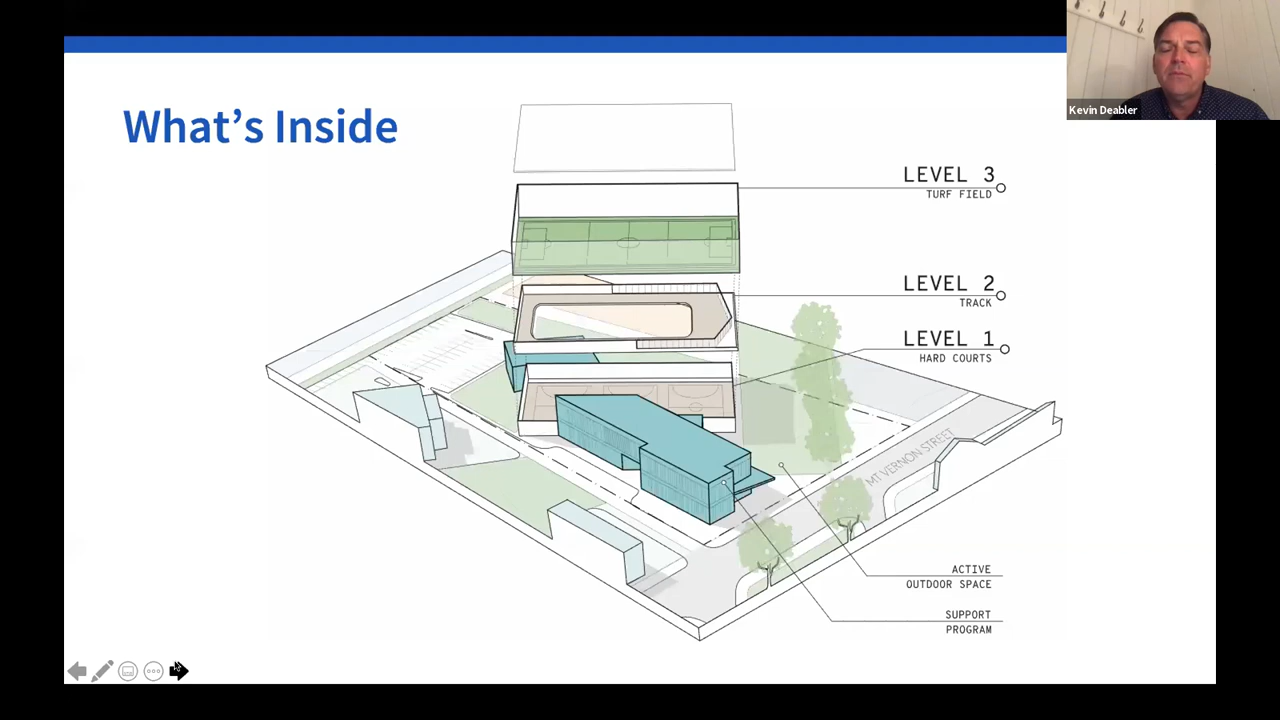 Kevin Deabler
What's Inside
LEVEL 3
TURF FIELD
LEVEL 2
TRACK
LEVEL 1
HARD COURTS
MT VERNON STREET
ACTIVE
OUTDOOR SPACE
SUPPORT
PROGRAM